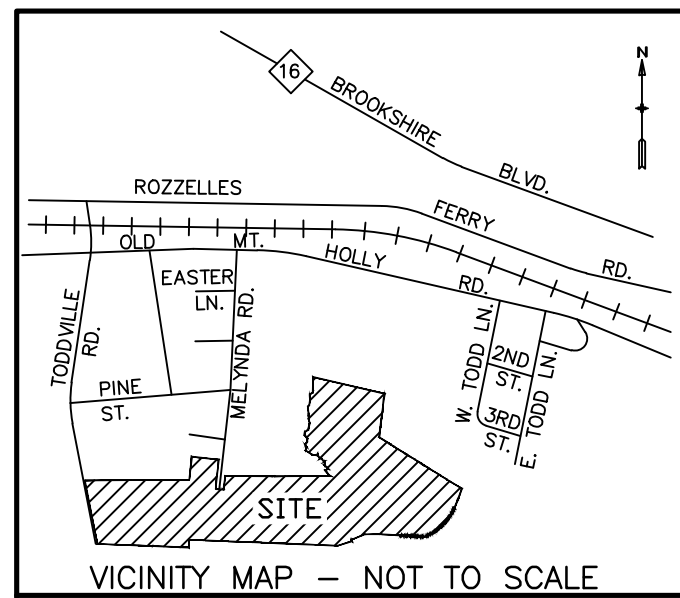 N
16
BROOKSHIRE BLVD.
ROZZELLES FERRY RD.
OLD MT. HOLLY RD.
EASTER
LN.
TODDVILLE
RD.
MELYNDA RD.
PINE
ST.
W. TODD LN.
2ND
ST.
3RD
ST.
E. TODD LN.
SITE
VICINITY MAP – NOT TO SCALE